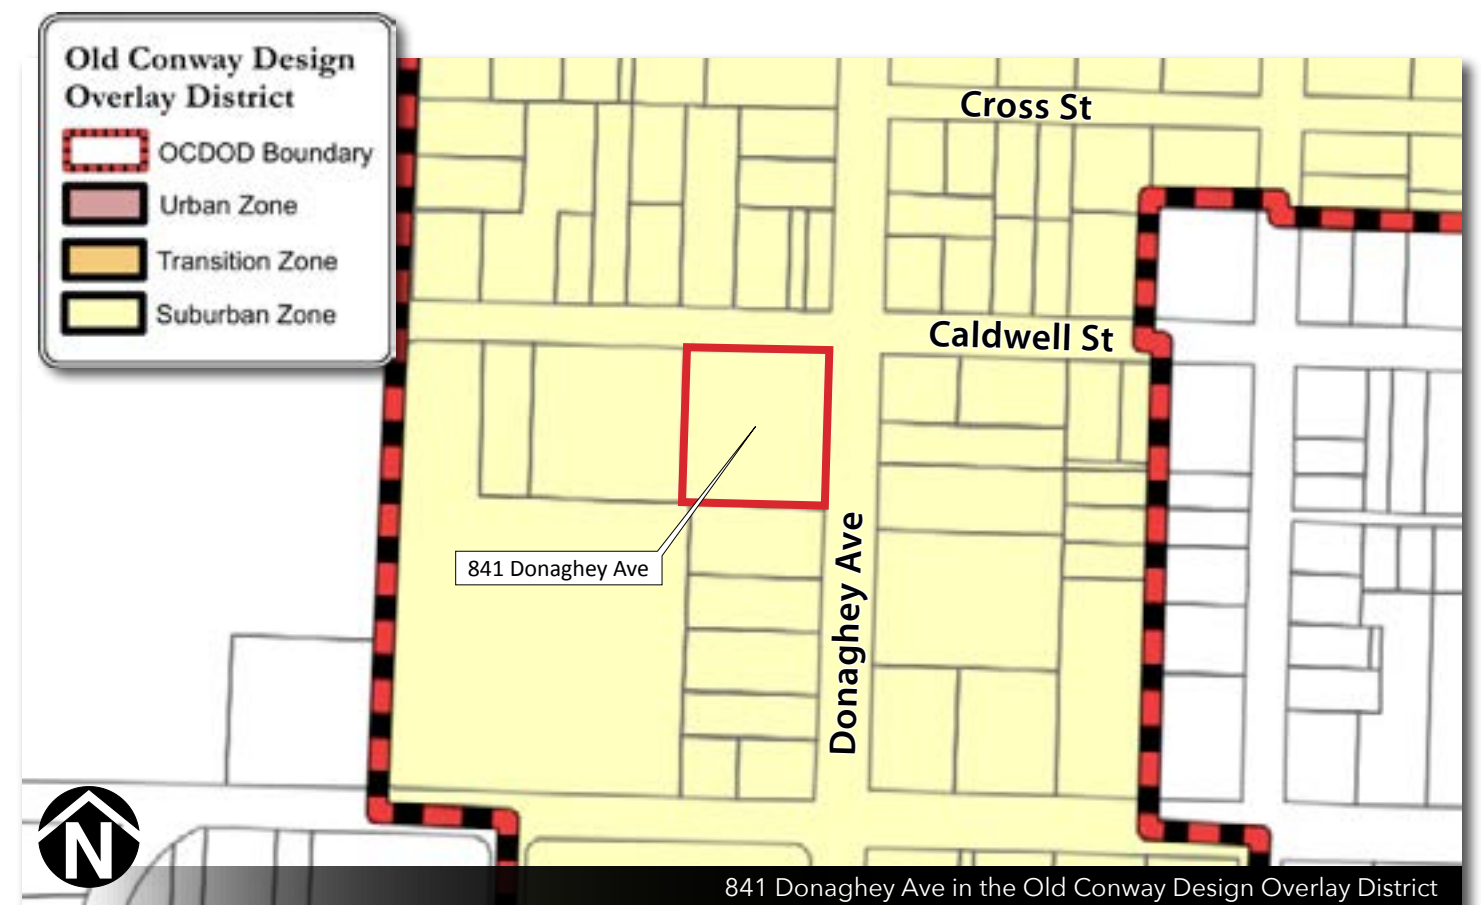 Old Conway Design
Overlay District
OCDOD Boundary
Urban Zone
Transition Zone
Suburban Zone
Cross St
Caldwell St
841 Donaghey Ave
Donaghey Ave
N
841 Donaghey Ave in the Old Conway Design Overlay District